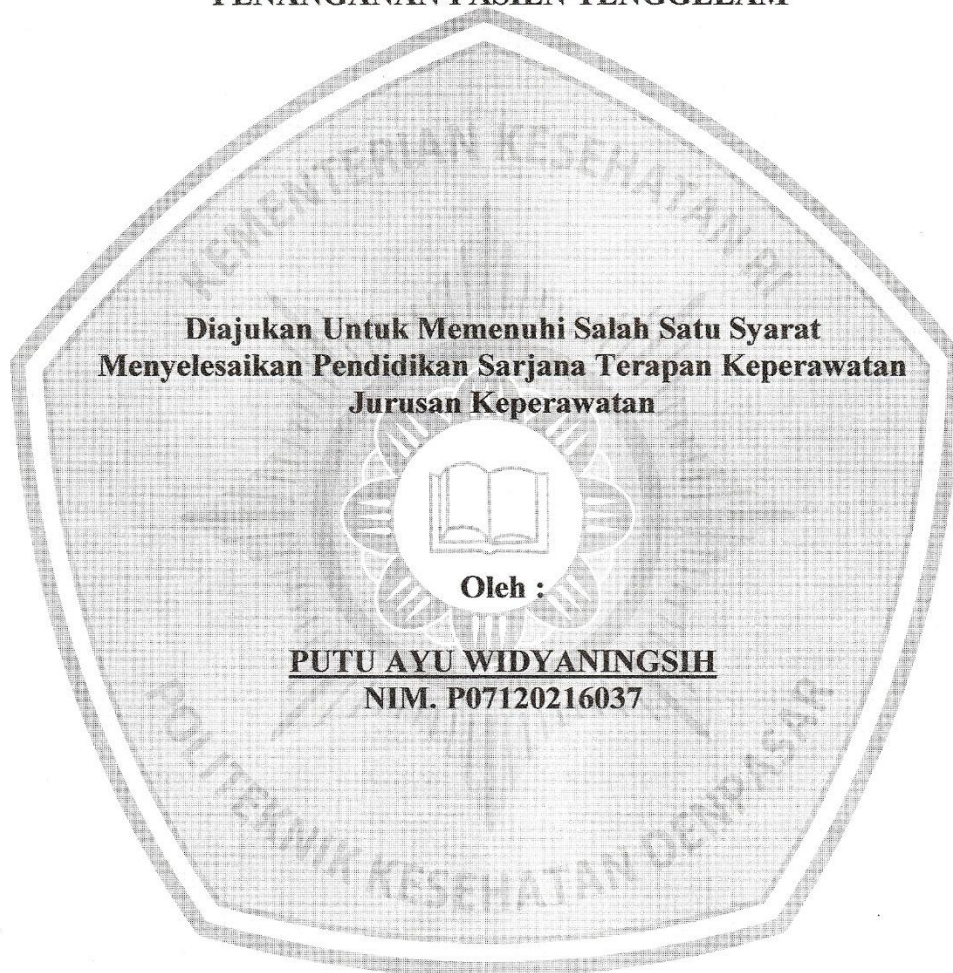 PENANGANAN PASIEN TENGGELAM
KEMENTERIAN KESEHATAN RI
Diajukan Untuk Memenuhi Salah Satu Syarat
Menyelesaikan Pendidikan Sarjana Terapan Keperawatan
Jurusan Keperawatan
Oleh :
PUTU AYU WIDYANINGSIH
NIM. P07120216037
POLITEKNIK KESEHATAN DENPASAR